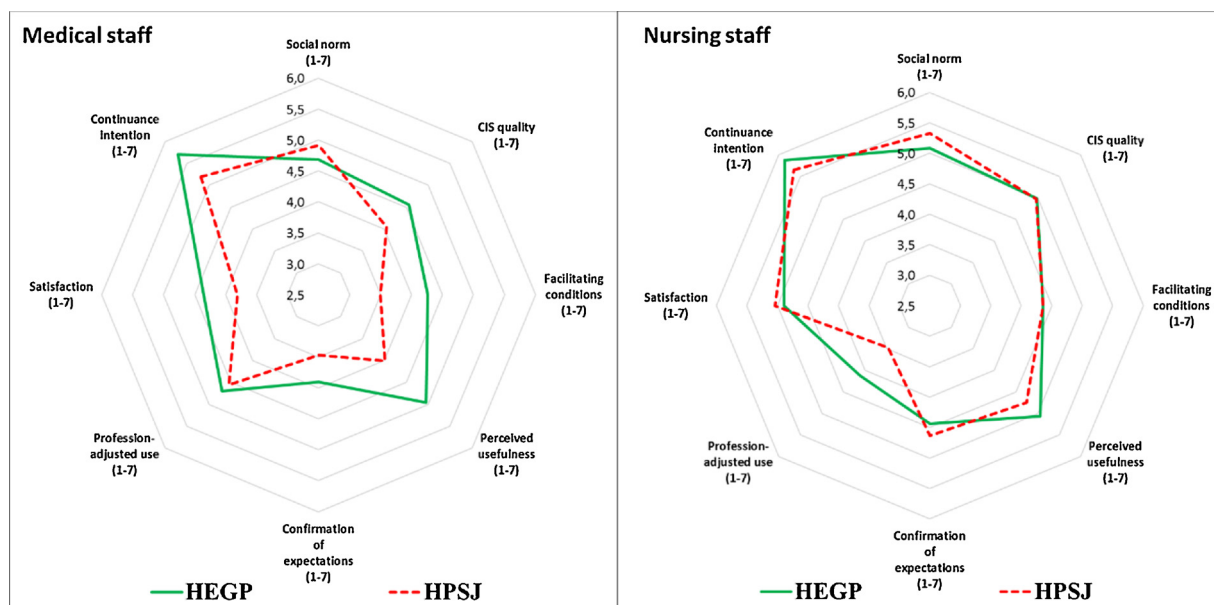 Medical staff
Social norm
(1-7)
6,0
5,5
5,0
4,5
4,0
3,5
3,0
2,5
CIS quality
(1-7)
Facilitating
conditions
(1-7)
Perceived
usefulness
(1-7)
Confirmation
of
expectations
(1-7)
Profession-
adjusted use
(1-7)
Satisfaction
(1-7)
Continuance
Intention
(1-7)
HEGP
HPSJ
Nursing staff
Social norm
(1-7)
6,0
5,5
5,0
4,5
4,0
3,5
3,0
2,5
CIS quality
(1-7)
Facilitating
conditions
(1-7)
Perceived
usefulness
(1-7)
Confirmation
of
expectations
(1-7)
Profession-
adjusted use
(1-7)
Satisfaction
(1-7)
Continuance
intention
(1-7)
HEGP
HPSJ